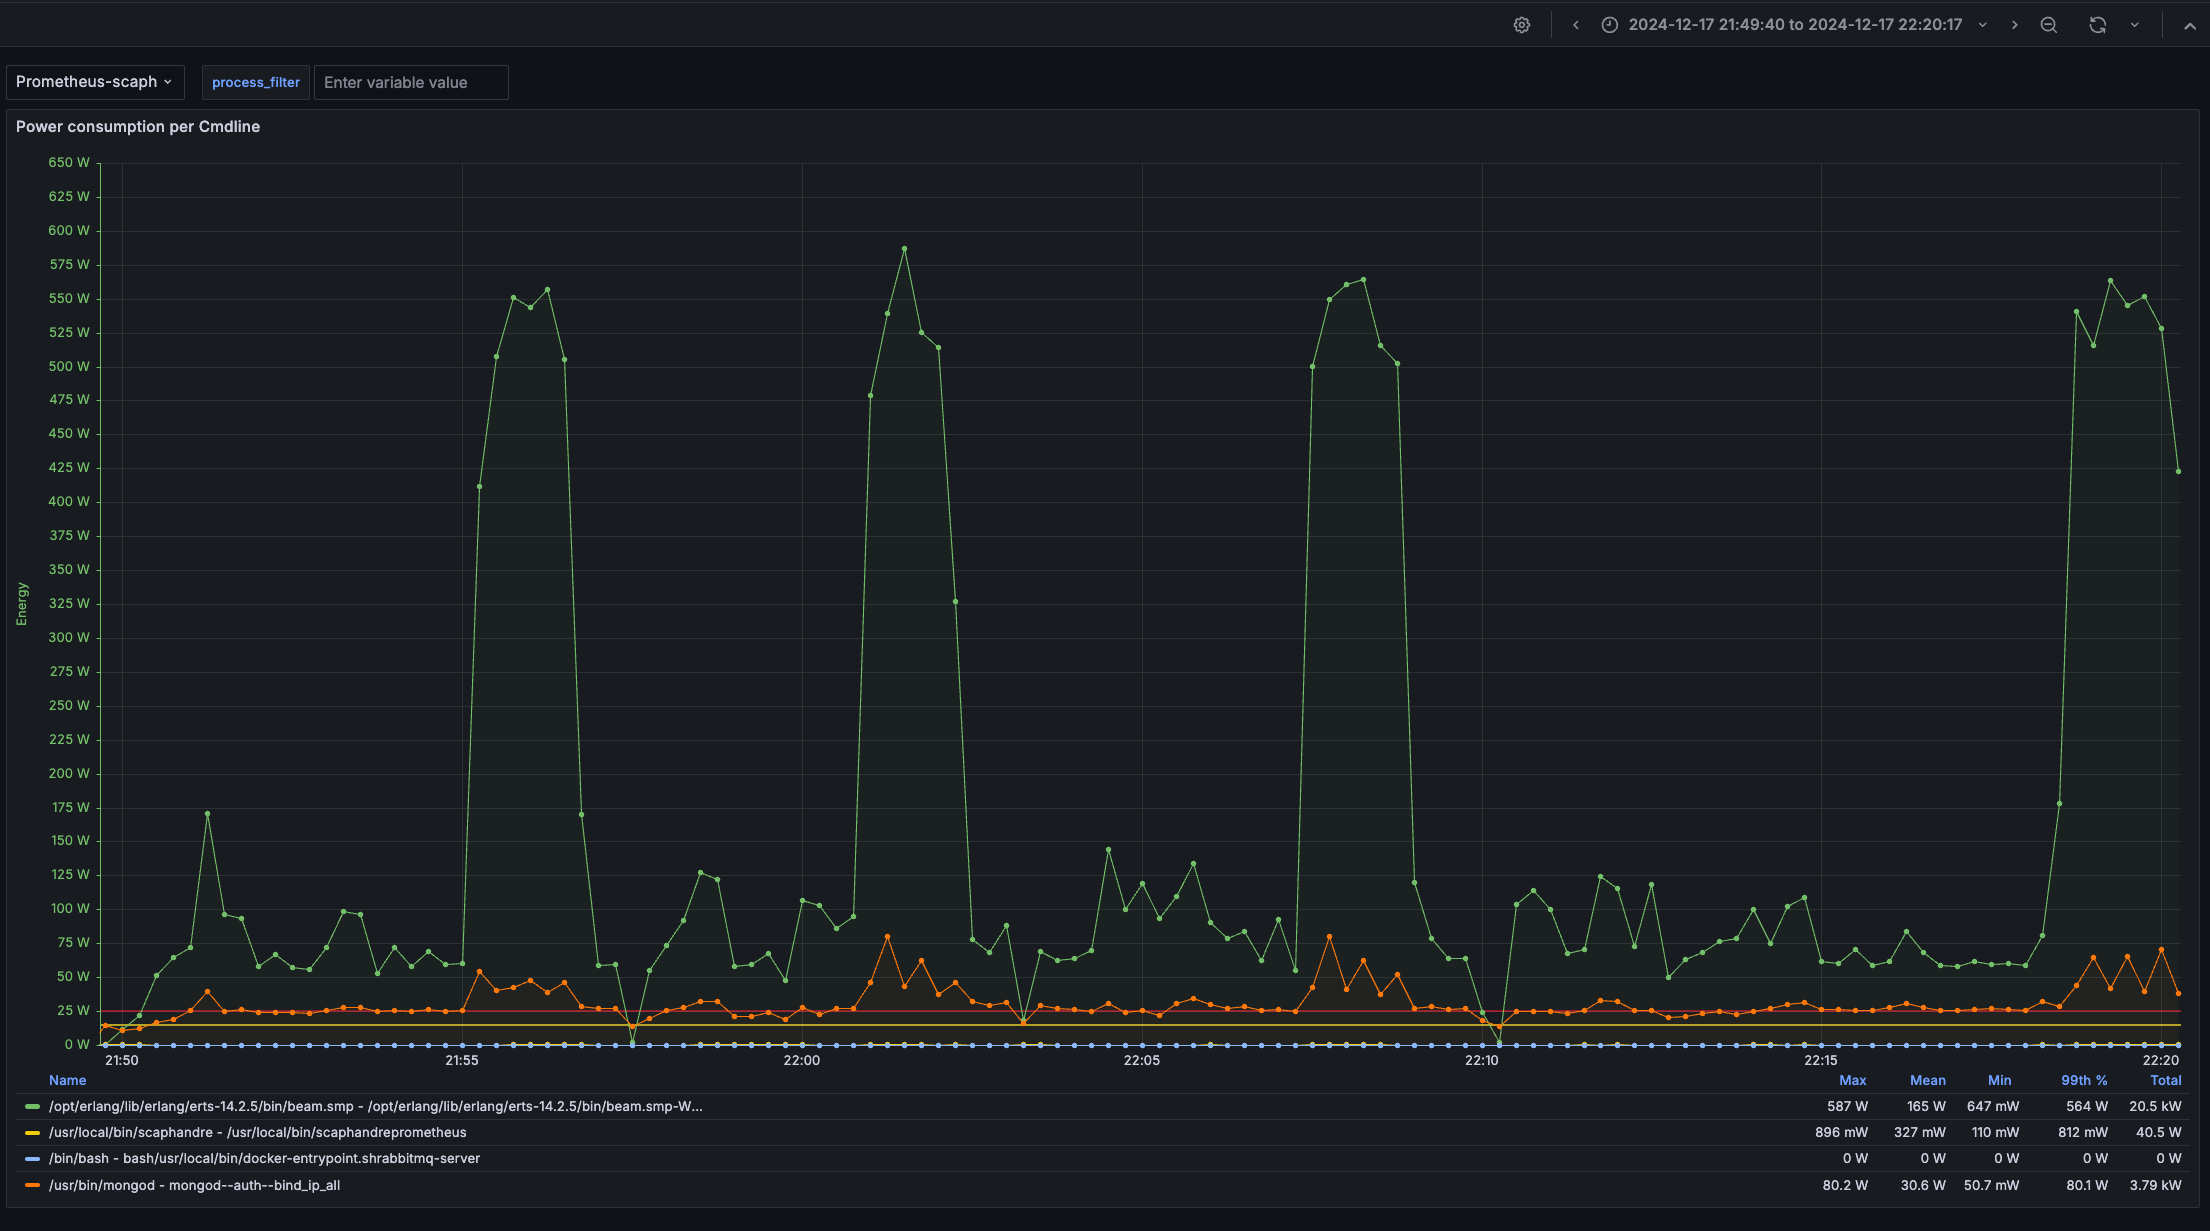 2024-12-17 21:49:40 to 2024-12-17 22:20:17
Prometheus-scaph process_filter Enter variable value
Power consumption per Cmdline
650 W
625 W
600 W
575 W
550 W
525 W
500 W
475 W
450 W
425 W
400 W
375 W
350 W
325 W
300 W
275 W
250 W
225 W
200 W
175 W
150 W
125 W
100 W
75 W
50 W
25 W
0 W
Energy
21:50 21:55 22:00 22:05 22:10 22:15 22:20
Name Max Mean Min 99th % Total
/opt/erlang/lib/erlang/erts-14.2.5/bin/beam.smp - /opt/erlang/lib/erlang/erts-14.2.5/bin/beam.smp-W... 587 W 165 W 647 mW 564 W 20.5 kW
/usr/local/bin/scaphandre - /usr/local/bin/scaphandreprometheus 896 mW 327 mW 110 mW 812 mW 40.5 W
/bin/bash - bash/usr/local/bin/docker-entrypoint.shrabbitmq-server 0 W 0 W 0 W 0 W 0 W
/usr/bin/mongod - mongod--auth--bind_ip_all 80.2 W 30.6 W 50.7 mW 80.1 W 3.79 kW